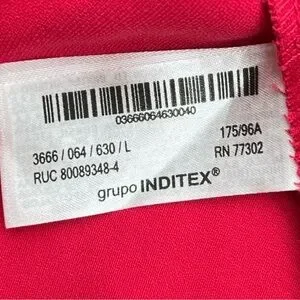 03666064630040
3666 / 064 / 630 / L 175/96A
RUC 80089348-4 RN 77302
grupo INDITEX®